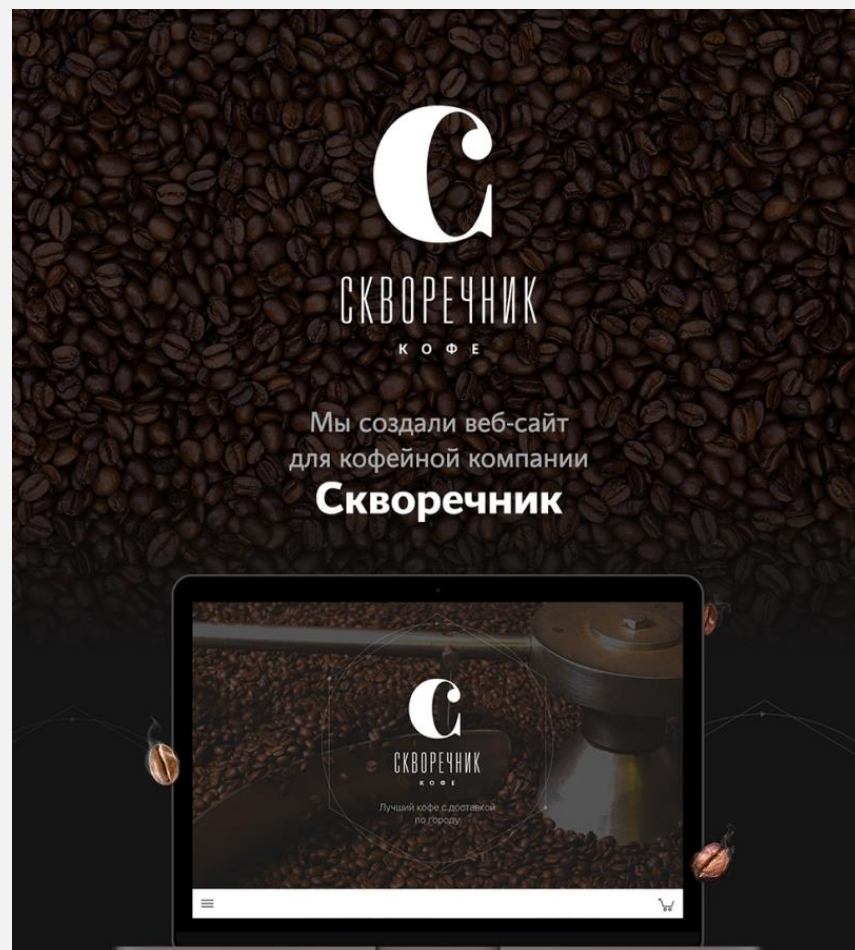 С
СКВОРЕЧНИК
КОФЕ
Мы создали веб-сайт
для кофейной компании
Скворечник
С
СКВОРЕЧНИК
КОФЕ
Лучший кофе с доставкой
по городу